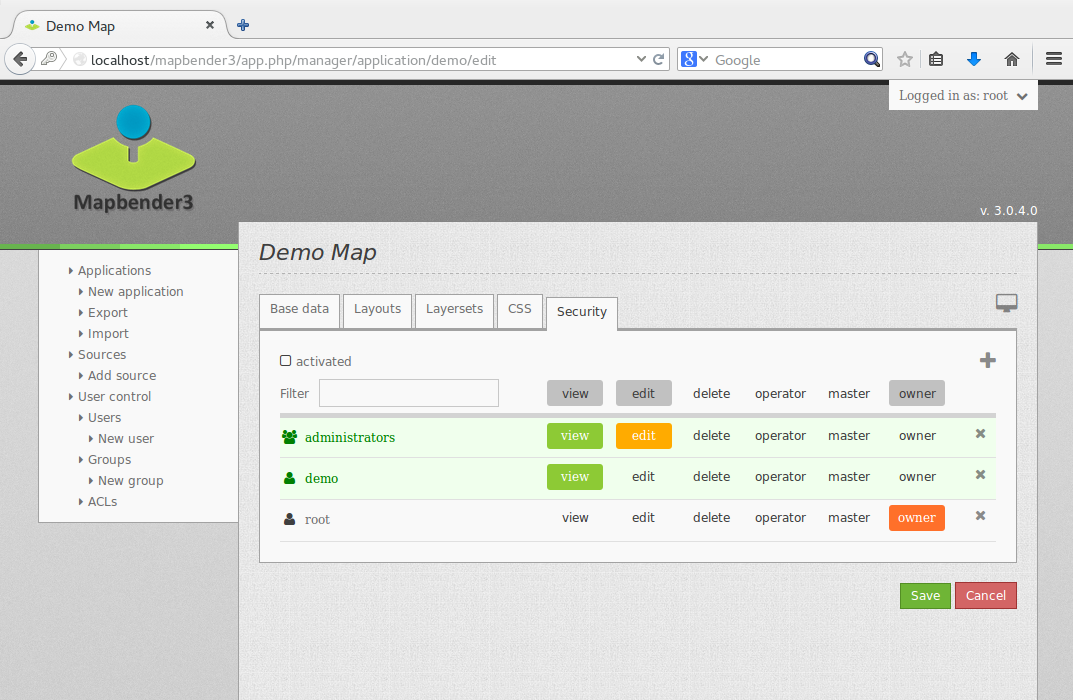 Demo Map
localhost/mapbender3/app.php/manager/application/demo/edit
8 Google
Logged in as: root
Mapbender3
v. 3.0.4.0
Applications
New application
Export
Import
Sources
Add source
User control
Users
New user
Groups
New group
ACLs
Demo Map
Base data Layouts Layersets CSS Security
activated
Filter view edit delete operator master owner
administrators view edit delete operator master owner
demo view edit delete operator master owner
root view edit delete operator master owner
Save Cancel